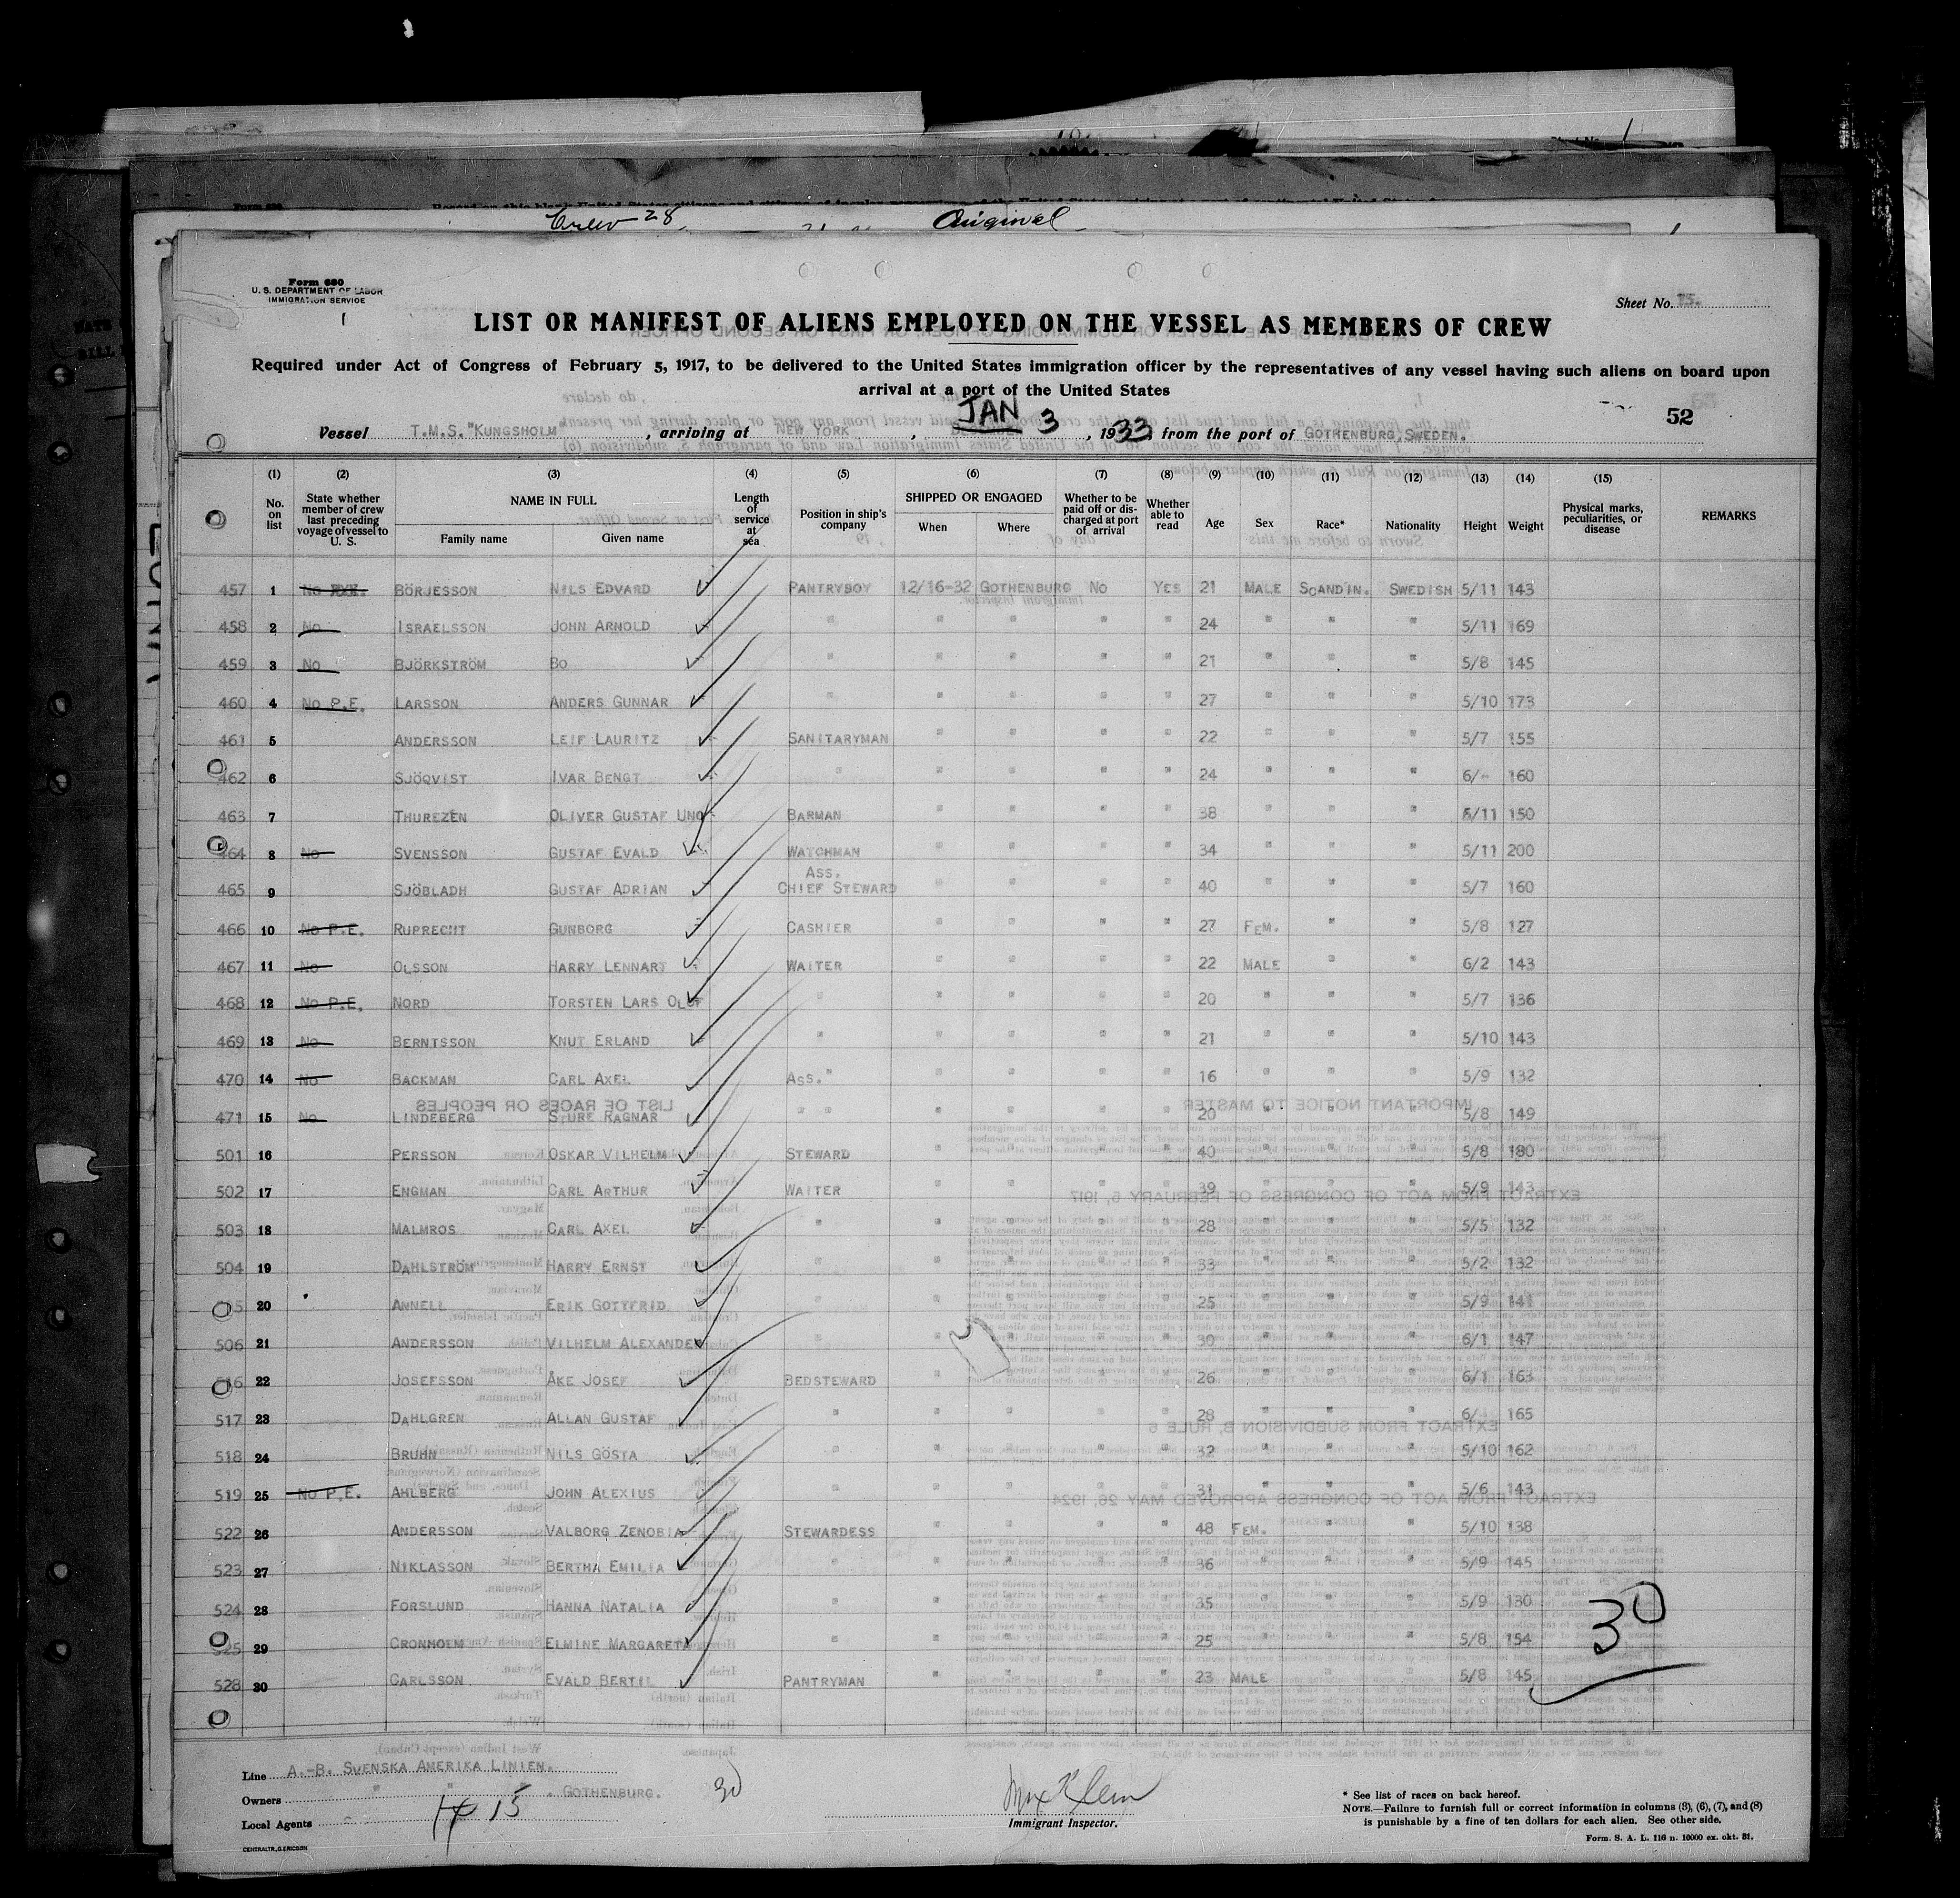 Crew 28
Original
Form 680
U. S. DEPARTMENT OF LABOR
IMMIGRATION SERVICE
1
Sheet No. 15.
LIST OR MANIFEST OF ALIENS EMPLOYED ON THE VESSEL AS MEMBERS OF CREW
Required under Act of Congress of February 5, 1917, to be delivered to the United States immigration officer by the representatives of any vessel having such aliens on board upon
arrival at a port of the United States
52
Vessel T.M.S."KUNGSHOLM", arriving at NEW YORK, JAN 3, 1933, from the port of GOTHENBURG, SWEDEN.
(1) (2) (3) (4) (5) (6) (7) (8) (9) (10) (11) (12) (13) (14) (15)
No. on list | State whether member of crew last preceding voyage of vessel to U. S. | NAME IN FULL Family name Given name | Length of service at sea | Position in ship's company | SHIPPED OR ENGAGED When Where | Whether to be paid off or discharged at port of arrival | Whether able to read | Age | Sex | Race* | Nationality | Height | Weight | Physical marks, peculiarities, or disease | REMARKS
457 1 No BÖRJESSON NILS EDVARD PANTRYBOY 12/16-32 GOTHENBURG NO YES 21 MALE SCANDIN. SWEDISH 5/11 143
458 2 No ISRAELSSON JOHN ARNOLD " " " " " 24 " " " 5/11 169
459 3 No BJÖRKSTRÖM BO " " " " " 21 " " " 5/8 145
460 4 No P.E. LARSSON ANDERS GUNNAR " " " " " 27 " " " 5/10 173
461 5 ANDERSSON LEIF LAURITZ SANITARYMAN " " " " 22 " " " 5/7 155
462 6 SJÖQVIST IVAR BENGT " " " " " 24 " " " 6/- 160
463 7 THUREZÉN OLIVER GUSTAF UNO BARMAN " " " " 38 " " " 5/11 150
464 8 No SVENSSON GUSTAF EVALD WATCHMAN " " " " 34 " " " 5/11 200
465 9 SJÖBLADH GUSTAF ADRIAN ASS. CHIEF STEWARD " " " " 40 " " " 5/7 160
466 10 No P.E. RUPRECHT GUNBORG CASHIER " " " " 27 FEM. " " 5/8 127
467 11 No OLSSON HARRY LENNART WAITER " " " " 22 MALE " " 6/2 143
468 12 No P.E. NORD TORSTEN LARS OLOF " " " " " 20 " " " 5/7 136
469 13 No BERNTSSON KNUT ERLAND " " " " " 21 " " " 5/10 143
470 14 No BACKMAN CARL AXEL ASS." " " " " 16 " " " 5/9 132
471 15 No LINDEBERG STURE RAGNAR " " " " " " 20 " " " 5/8 149
501 16 PERSSON OSKAR VILHELM STEWARD " " " " 40 " " " 5/8 180
502 17 ENGMAN CARL ARTHUR WAITER " " " " 39 " " " 5/9 143
503 18 MALMROS CARL AXEL " " " " " 28 " " " 5/5 132
504 19 DAHLSTRÖM HARRY ERNST " " " " " 33 " " " 5/2 132
505 20 ANNELL ERIK GOTTFRID " " " " " 25 " " " 5/9 141
506 21 ANDERSSON VILHELM ALEXANDER " " " " " 30 " " " 6/1 147
516 22 JOSEFSSON ÅKE JOSEF BEDSTEWARD " " " " 26 " " " 6/1 163
517 23 DAHLGREN ALLAN GUSTAF " " " " " 28 " " " 6/ 165
518 24 BRUHN NILS GÖSTA " " " " " 32 " " " 5/10 162
519 25 No P.E. AHLBERG JOHN ALEXIUS " " " " " 31 " " " 5/6 143
522 26 ANDERSSON VALBORG ZENOBIA STEWARDESS " " " " 48 FEM. " " 5/10 138
523 27 NIKLASSON BERTHA EMILIA " " " " " 36 " " " 5/9 145
524 28 FORSLUND HANNA NATALIA " " " " " 35 " " " 5/9 130
525 29 CRONHOLM ELMINE MARGARETA " " " " " 25 " " " 5/8 154
528 30 CARLSSON EVALD BERTIL PANTRYMAN " " " " 23 MALE " " 5/8 145
30
Line A.-B. SVENSKA AMERIKA LINIEN.
Owners " " , GOTHENBURG.
30
Local Agents
14 15
Max Klein
Immigrant Inspector.
* See list of races on back hereof.
NOTE.—Failure to furnish full or correct information in columns (3), (6), (7), and (8)
is punishable by a fine of ten dollars for each alien. See other side.
Form. S. A. L. 116 n. 10000 ex. okt. 31.
CENTRALTR., G. ERICSON